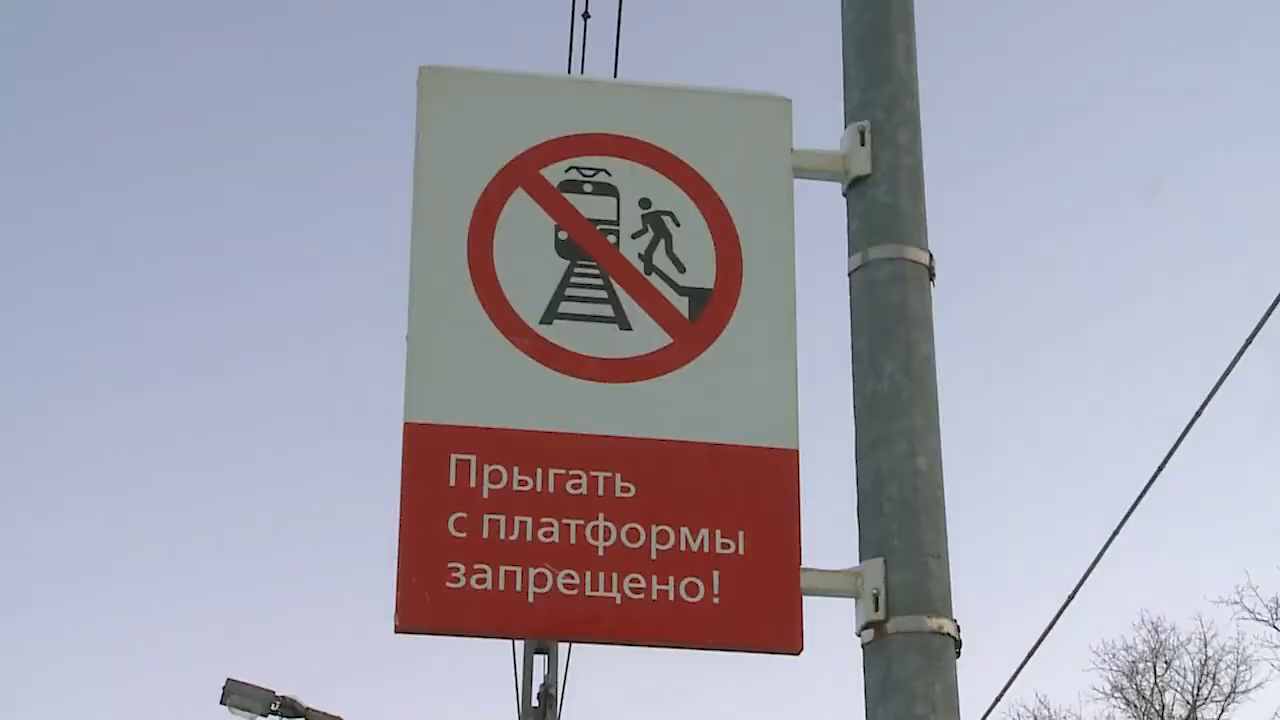 Прыгать
с платформы
запрещено!